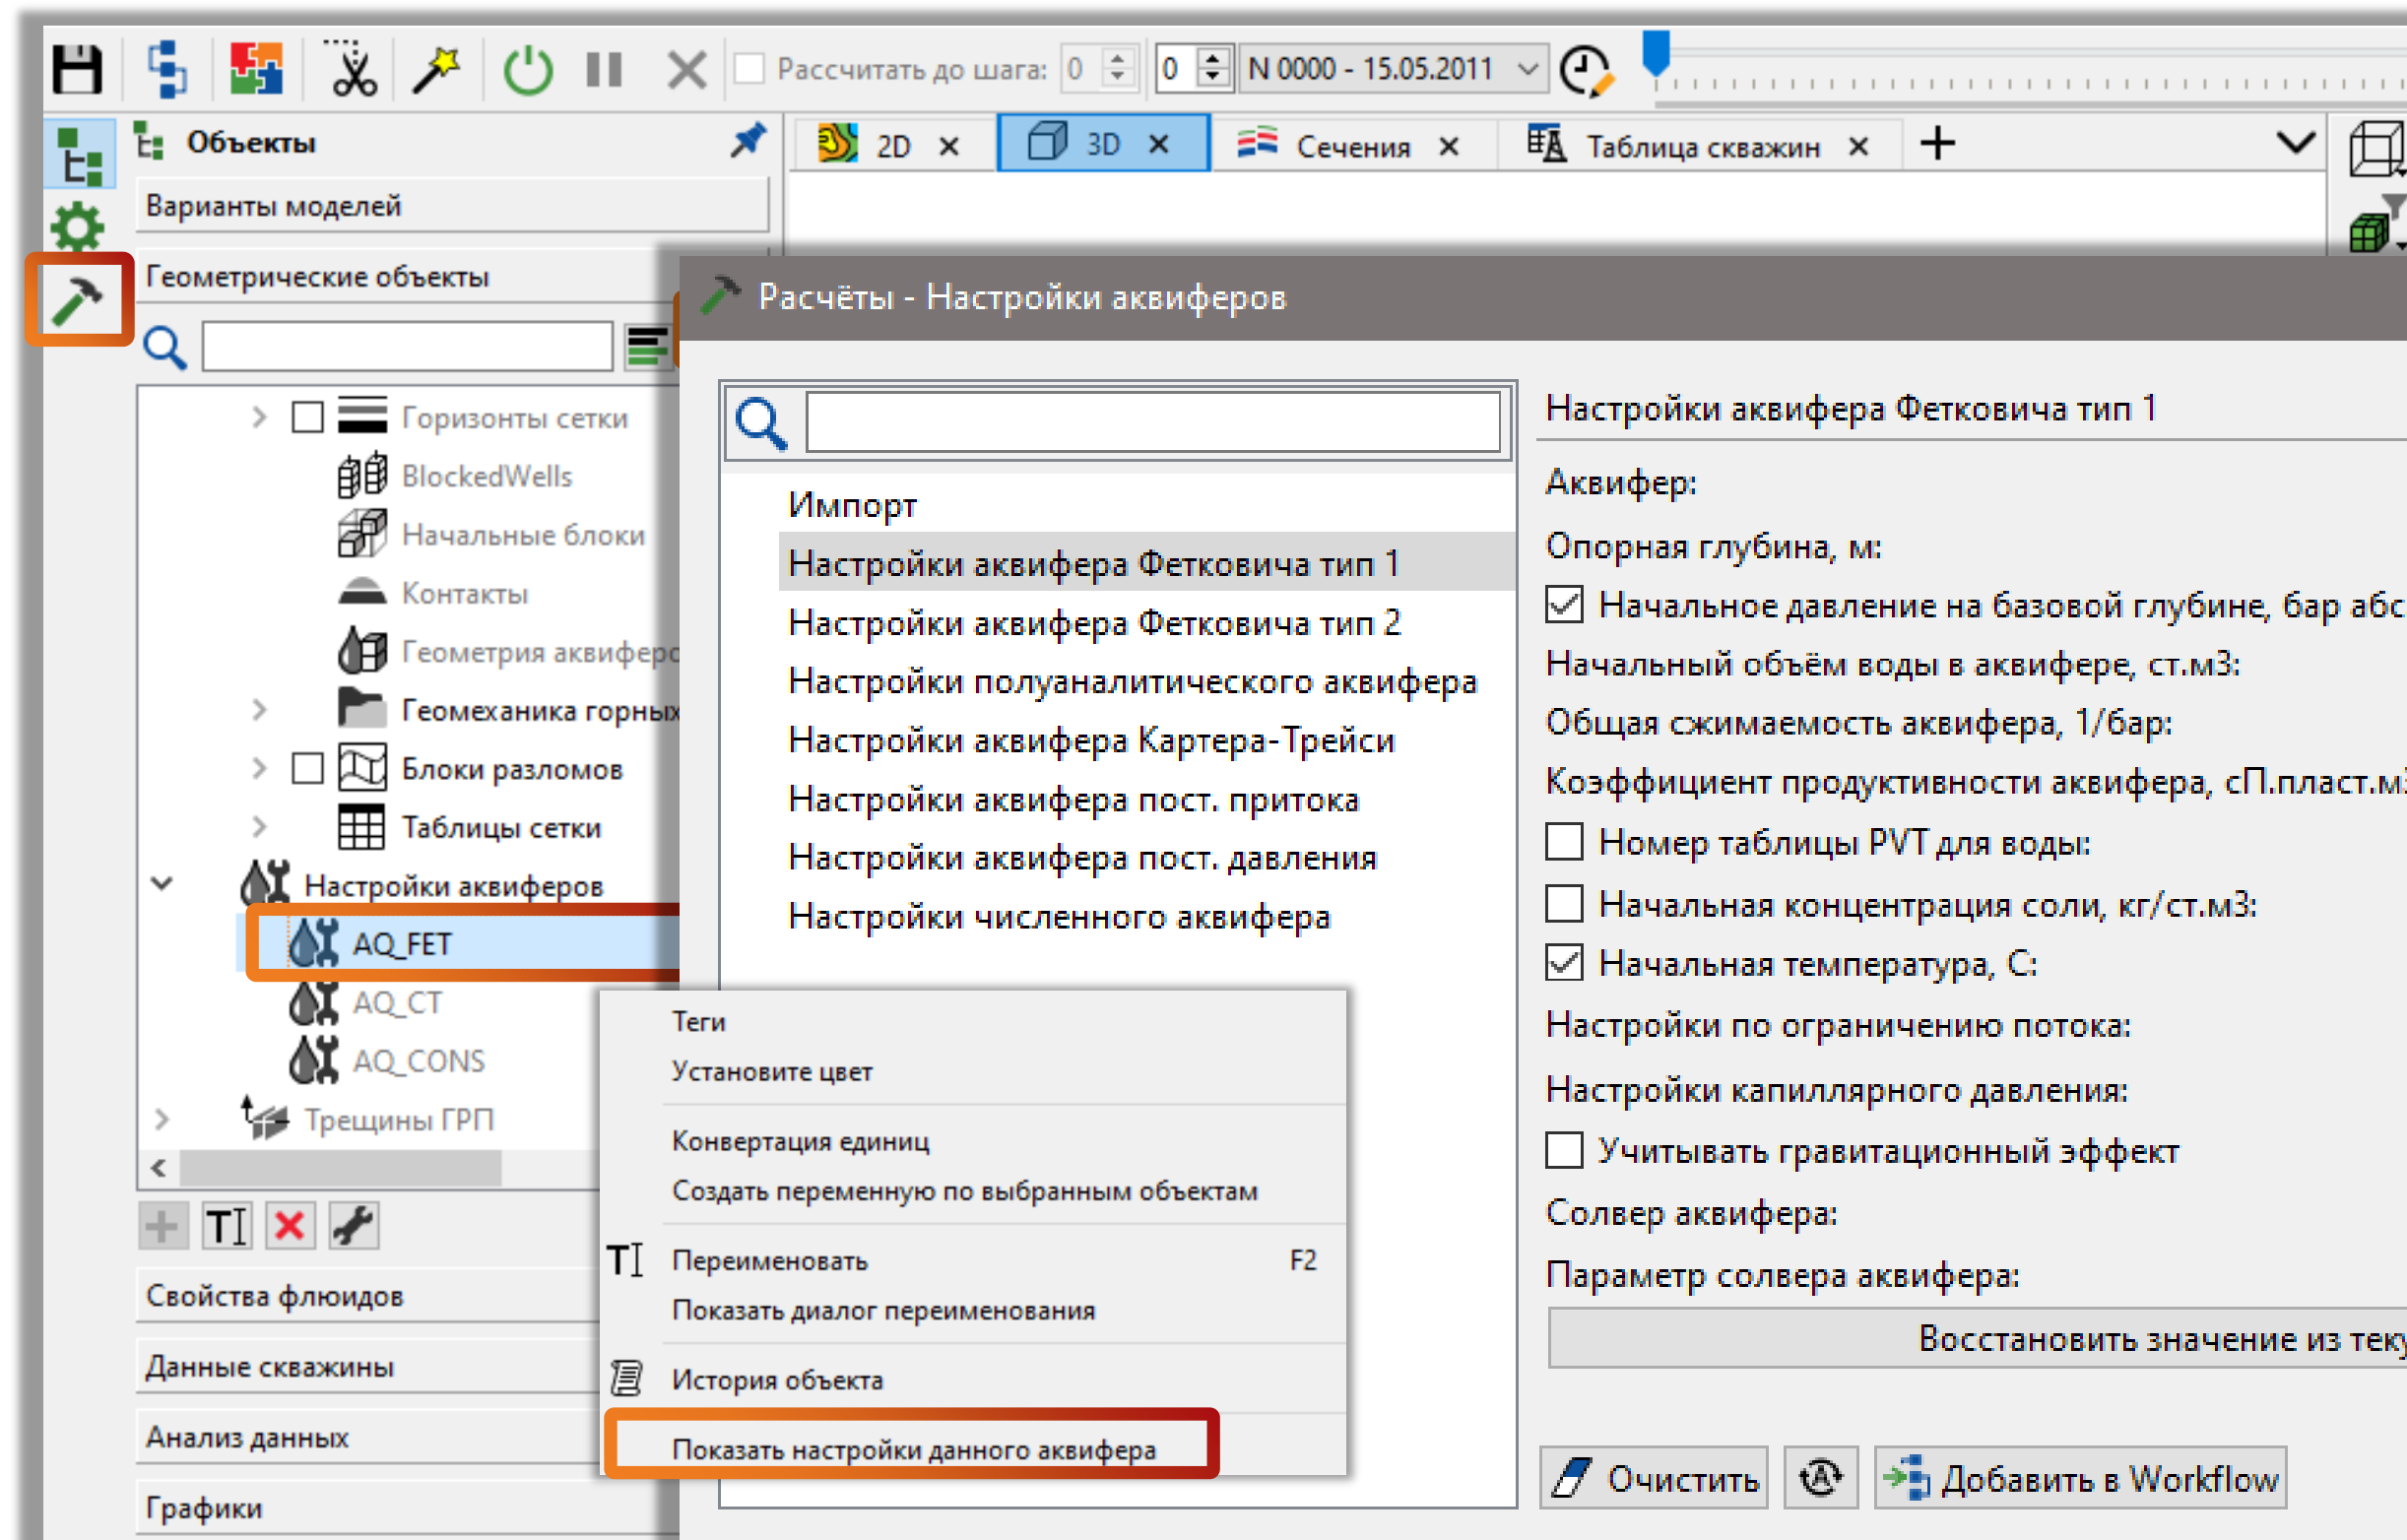 Рассчитать до шага: 0
0
N 0000 - 15.05.2011
Объекты
2D
3D
Сечения
Таблица скважин
Варианты моделей
Геометрические объекты
Горизонты сетки
BlockedWells
Начальные блоки
Контакты
Геометрия аквиферо
Геомеханика горных
Блоки разломов
Таблицы сетки
Настройки аквиферов
AQ_FET
AQ_CT
AQ_CONS
Трещины ГРП
TI
Свойства флюидов
Данные скважины
Анализ данных
Графики
Расчёты - Настройки аквиферов
Импорт
Настройки аквифера Фетковича тип 1
Настройки аквифера Фетковича тип 2
Настройки полуаналитического аквифера
Настройки аквифера Картера-Трейси
Настройки аквифера пост. притока
Настройки аквифера пост. давления
Настройки численного аквифера
Теги
Установите цвет
Конвертация единиц
Создать переменную по выбранным объектам
TI Переименовать F2
Показать диалог переименования
История объекта
Показать настройки данного аквифера
Настройки аквифера Фетковича тип 1
Аквифер:
Опорная глубина, м:
Начальное давление на базовой глубине, бар абс
Начальный объём воды в аквифере, ст.м3:
Общая сжимаемость аквифера, 1/бар:
Коэффициент продуктивности аквифера, сП.пласт.м3
Номер таблицы PVT для воды:
Начальная концентрация соли, кг/ст.м3:
Начальная температура, С:
Настройки по ограничению потока:
Настройки капиллярного давления:
Учитывать гравитационный эффект
Солвер аквифера:
Параметр солвера аквифера:
Восстановить значение из теку
Очистить
A
Добавить в Workflow